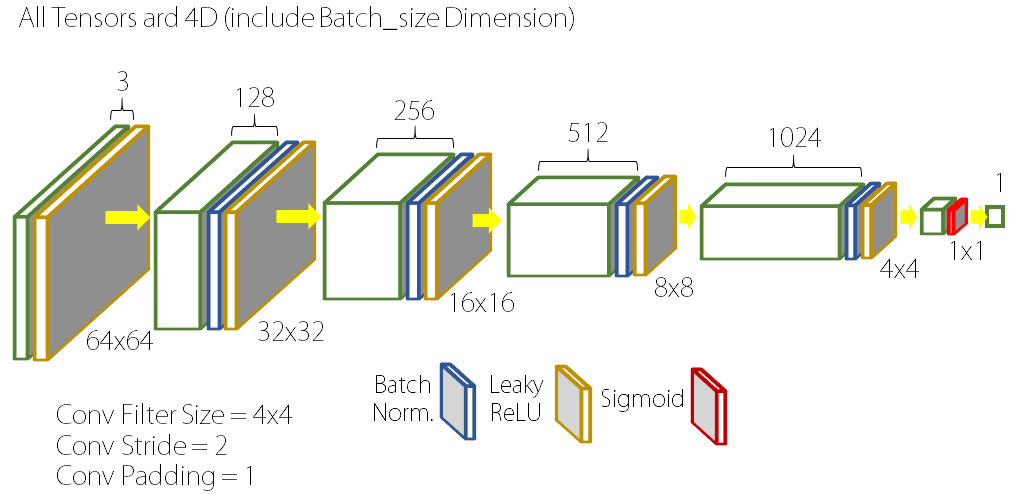 All Tensors ard 4D (include Batch_size Dimension)
3
128
256
512
1024
1
64x64
32x32
16x16
8x8
4x4
1x1
Batch Norm.
Leaky ReLU
Sigmoid
Conv Filter Size = 4x4
Conv Stride = 2
Conv Padding = 1